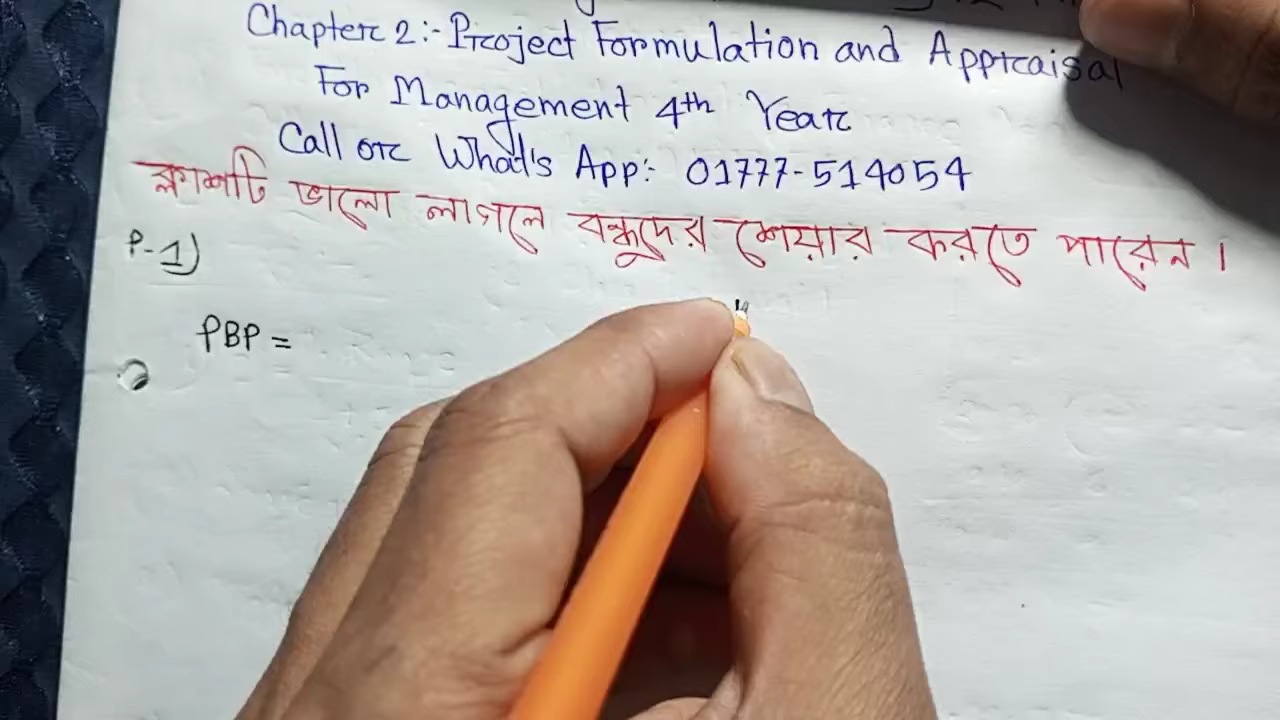 Chapter 2:- Project Formulation and Appraisal
For Management 4th Year
Call or What's App:- 01777-514054
ক্লাশটি ভালো লাগলে বন্ধুদের শেয়ার করতে পারেন।
P-1)
PBP =